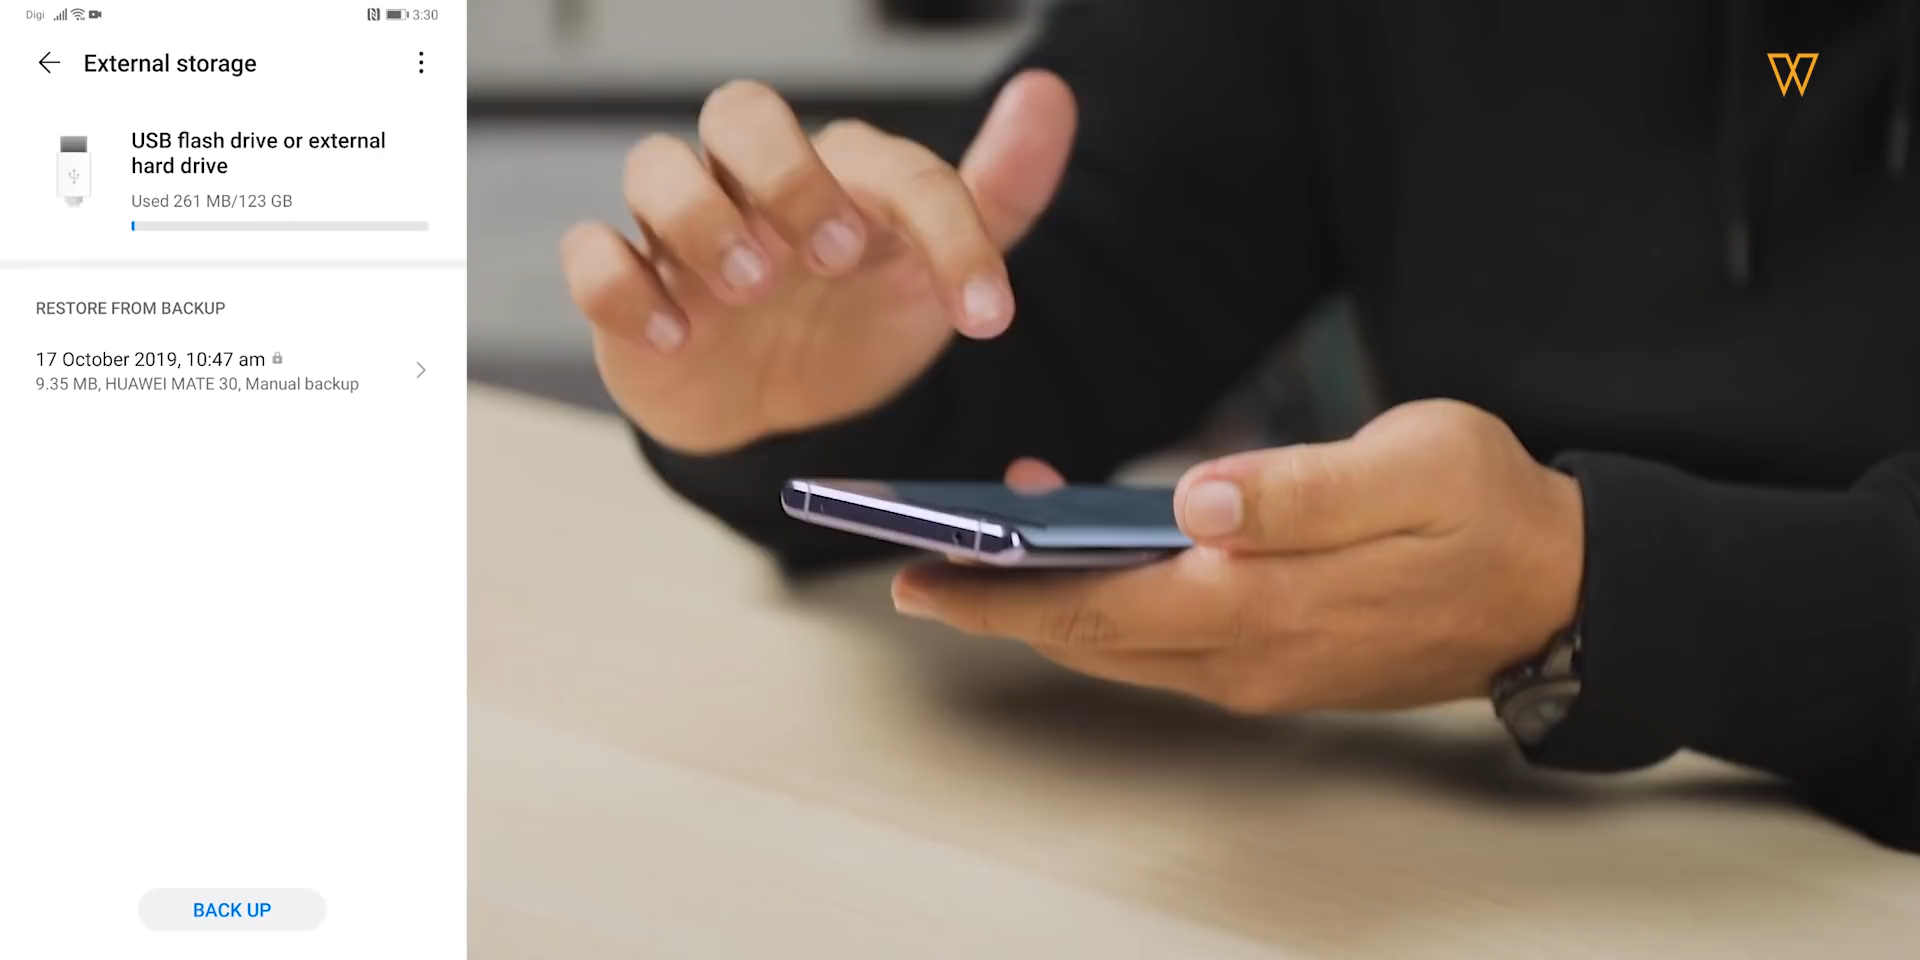 Digi 3:30
External storage
USB flash drive or external
hard drive
Used 261 MB/123 GB
RESTORE FROM BACKUP
17 October 2019, 10:47 am
9.35 MB, HUAWEI MATE 30, Manual backup
BACK UP
W